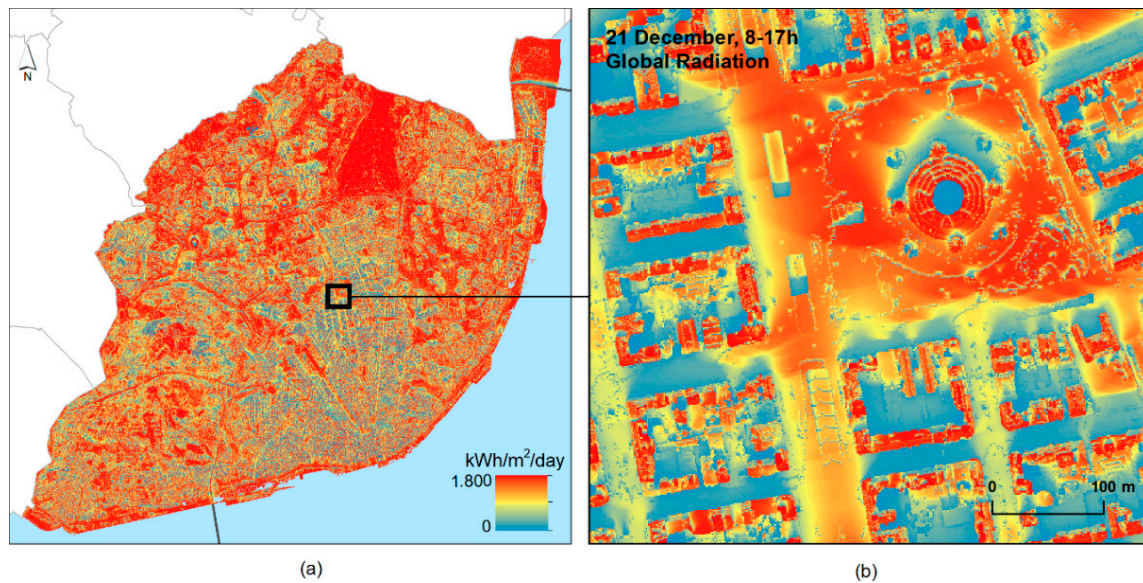 N
kWh/m²/day
1.800
0
(a)
21 December, 8-17h
Global Radiation
0 100 m
(b)